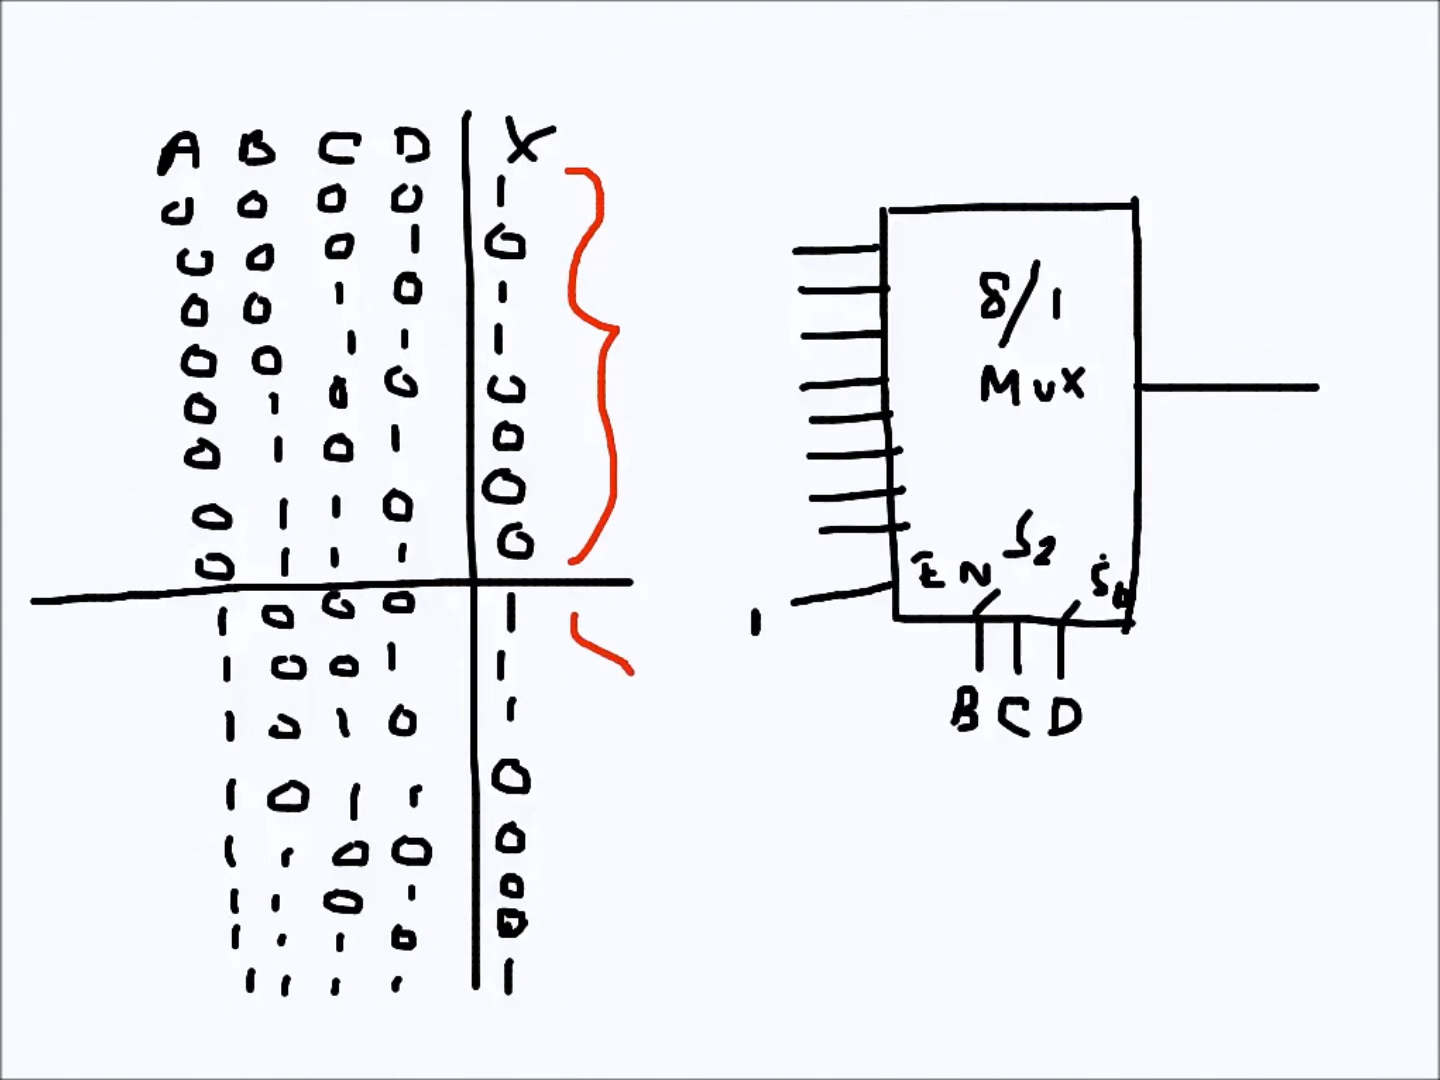 A B C D X
0 0 0 0 1
0 0 0 1 0
0 0 1 0 1
0 0 1 1 1
0 1 0 0 0
0 1 0 1 0
0 1 1 0 0
0 1 1 1 0
1 0 0 0 1
1 0 0 1 1
1 0 1 0 1
1 0 1 1 0
1 1 0 0 0
1 1 0 1 0
1 1 1 0 0
1 1 1 1 1
8/1
MUX
EN S2 S0
1
B C D